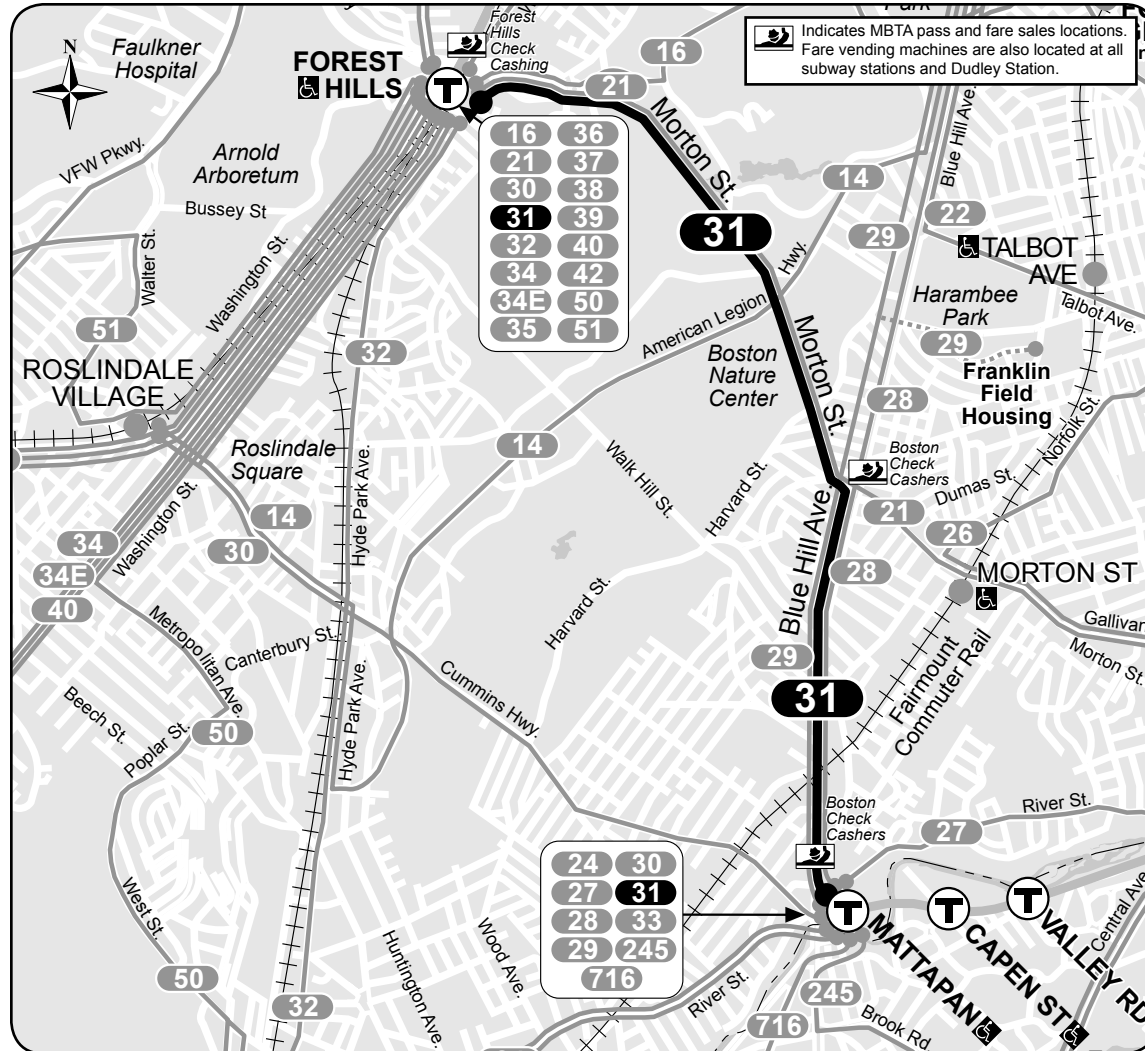 Indicates MBTA pass and fare sales locations.
Fare vending machines are also located at all
subway stations and Dudley Station.
N
Faulkner
Hospital
FOREST
HILLS
T
Forest
Hills
Check
Cashing
16
21
Morton St.
Blue Hill Ave.
VFW Pkwy.
Arnold
Arboretum
Bussey St
Walter St.
Washington St.
16 36
21 37
30 38
31 39
32 40
34 42
34E 50
35 51
Morton St.
31
14
22
29
TALBOT
AVE
Talbot Ave.
Harambee
Park
29
Franklin
Field
Housing
Norfolk St.
American Legion
Hwy.
Boston
Nature
Center
28
51
ROSLINDALE
VILLAGE
32
Roslindale
Square
Hyde Park Ave.
14
Walk Hill St.
Harvard St.
Boston
Check
Cashers
Dumas St.
21
26
14
30
34
34E
40
Washington St.
Blue Hill Ave.
28
MORTON ST
Gallivan
Morton St.
Harvard St.
29
31
Fairmount
Commuter Rail
Metropolitan Ave.
Canterbury St.
Beech St.
Poplar St.
50
Hyde Park Ave.
Cummins Hwy.
Boston
Check
Cashers
River St.
27
24 30
27 31
28 33
29 245
716
T
MATTAPAN
T
CAPEN ST
T
VALLEY RD
Central Ave
West St.
50
32
Huntington Ave.
Wood Ave.
River St.
245
716
Brook Rd